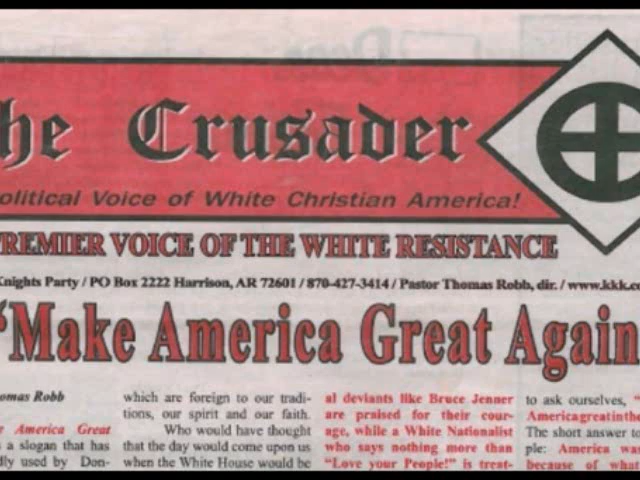 he Crusader
olitical Voice of White Christian America!
PREMIER VOICE OF THE WHITE RESISTANCE
Knights Party / PO Box 2222 Harrison, AR 72601 / 870-427-3414 / Pastor Thomas Robb, dir. / www.kkk.co
"Make America Great Again
omas Robb
America Great
a slogan that has
dly used by Don-
which are foreign to our tradi-
tions, our spirit and our faith.
Who would have thought
that the day would come upon us
when the White House would be
al deviants like Bruce Jenner
are praised for their cour-
age, while a White Nationalist
who says nothing more than
"Love your People!" is treat-
to ask ourselves, "
Americagreatinth
The short answer to
ple: America was
because of what